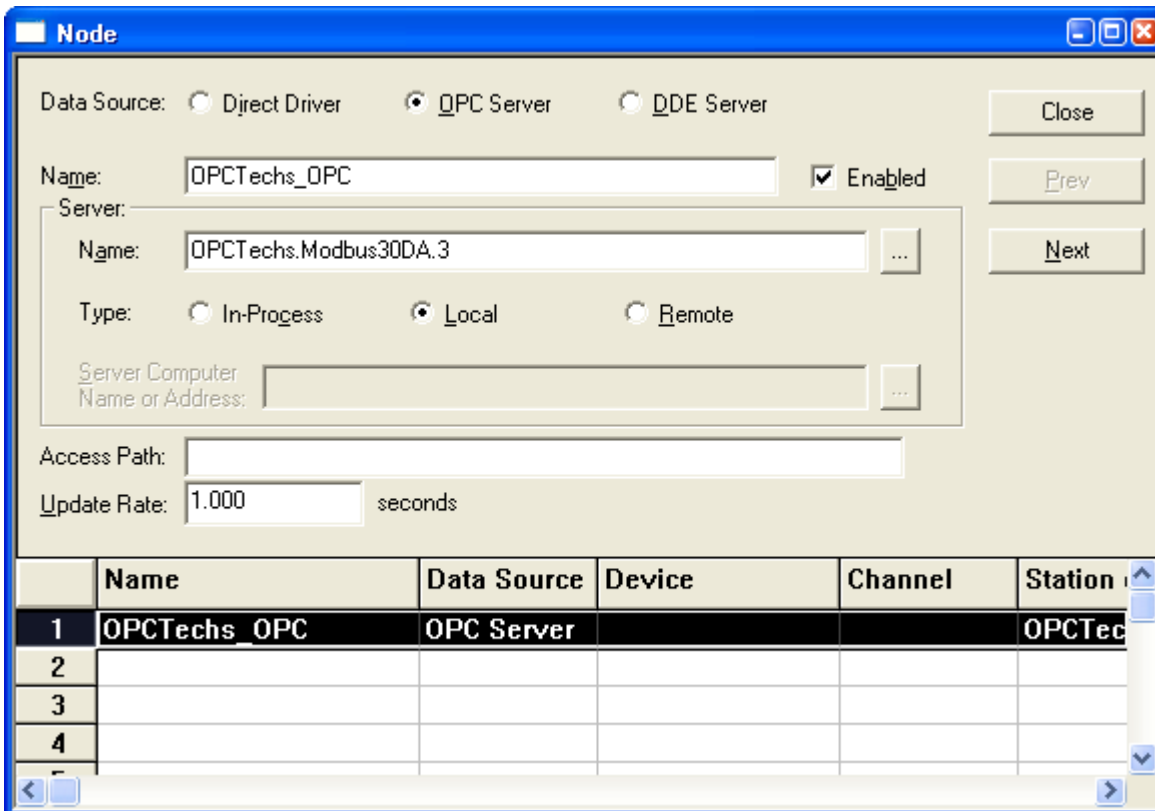 Node
Data Source: Direct Driver OPC Server DDE Server
Close
Name: OPCTechs_OPC Enabled
Prev
Server:
Name: OPCTechs.Modbus30DA.3 ...
Next
Type: In-Process Local Remote
Server Computer
Name or Address: ...
Access Path:
Update Rate: 1.000 seconds
Name Data Source Device Channel Station
1 OPCTechs_OPC OPC Server OPCTec
2
3
4